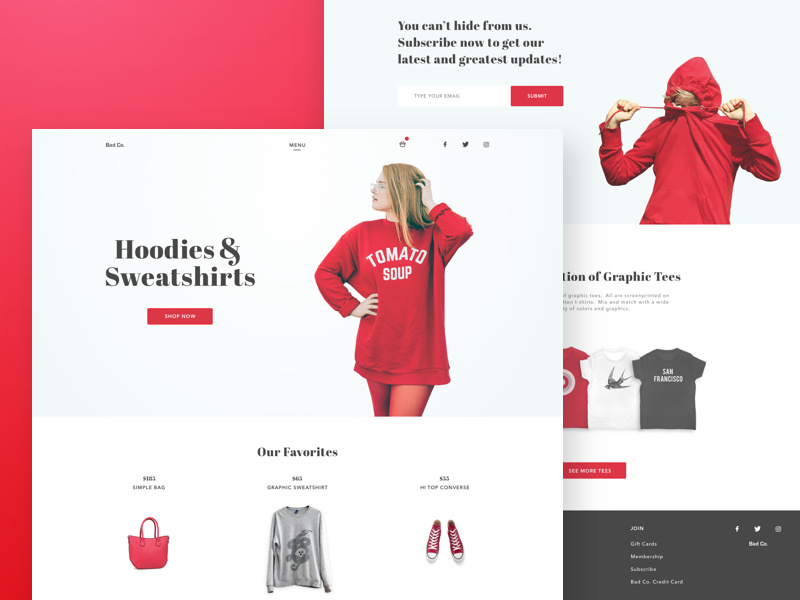 You can't hide from us.
Subscribe now to get our
latest and greatest updates!
TYPE YOUR EMAIL
SUBMIT
Bad Co.
MENU
Hoodies &
Sweatshirts
SHOP NOW
TOMATO
SOUP
Our Favorites
$185
SIMPLE BAG
$65
GRAPHIC SWEATSHIRT
$55
HI TOP CONVERSE
tion of Graphic Tees
of graphic tees. All are screenprinted on
tton t-shirts. Mix and match with a wide
ty of colors and graphics.
SAN
FRANCISCO
SEE MORE TEES
JOIN
Gift Cards
Membership
Subscribe
Bad Co. Credit Card
Bad Co.